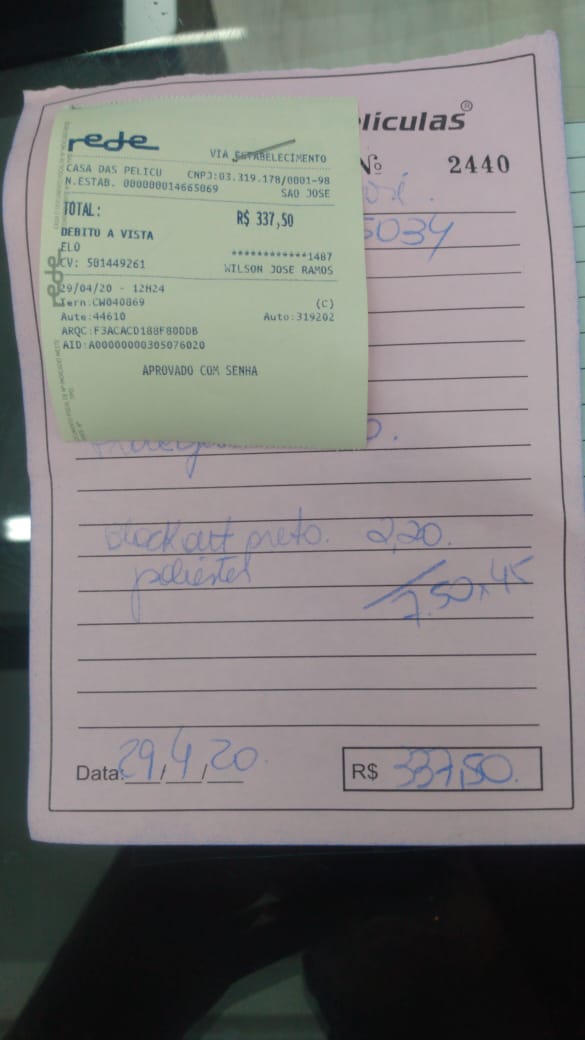 eliculas®
Nº 2440
5034
rede
VIA ESTABELECIMENTO
CASA DAS PELICU CNPJ:03.319.178/0001-98
N.ESTAB. 000000014665069 SAO JOSE
TOTAL: R$ 337,50
DEBITO A VISTA
ELO ************1487
CV: 501449261 WILSON JOSE RAMOS
29/04/20 - 12H24
Term:CW040869 (C)
Aute:44610 Auto:319202
ARQC:F3ACACD188F80DDB
AID:A0000000305076020
APROVADO COM SENHA
rede
blackout preto. 2,20.
poliéster
7.50x45
Data: 29/4/20.
R$ 337,50.